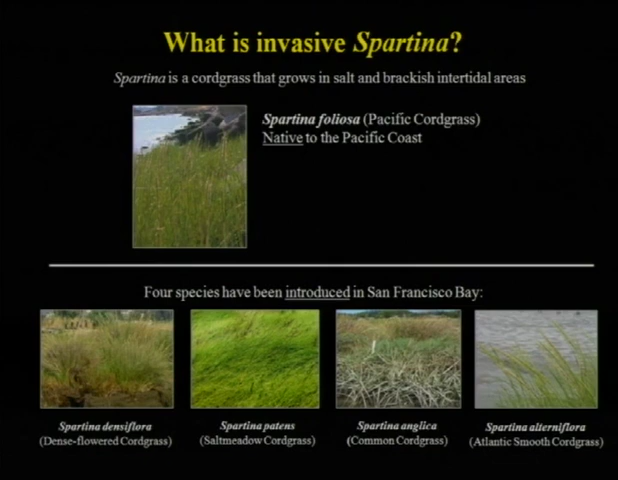 What is invasive Spartina?
Spartina is a cordgrass that grows in salt and brackish intertidal areas
Spartina foliosa (Pacific Cordgrass)
Native to the Pacific Coast
Four species have been introduced in San Francisco Bay:
Spartina densiflora
(Dense-flowered Cordgrass)
Spartina patens
(Saltmeadow Cordgrass)
Spartina anglica
(Common Cordgrass)
Spartina alterniflora
(Atlantic Smooth Cordgrass)